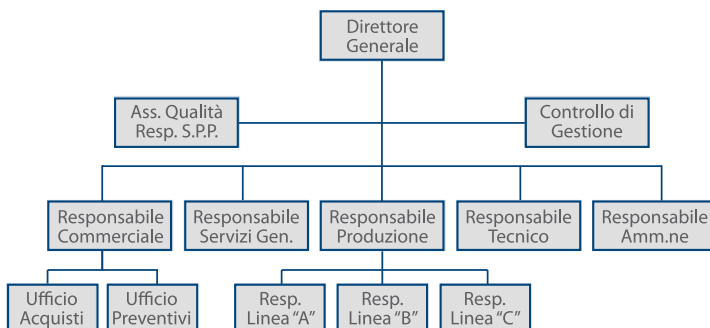 Direttore
Generale
Ass. Qualità
Resp. S.P.P.
Controllo di
Gestione
Responsabile
Commerciale
Responsabile
Servizi Gen.
Responsabile
Produzione
Responsabile
Tecnico
Responsabile
Amm.ne
Ufficio
Acquisti
Ufficio
Preventivi
Resp.
Linea "A"
Resp.
Linea "B"
Resp.
Linea "C"